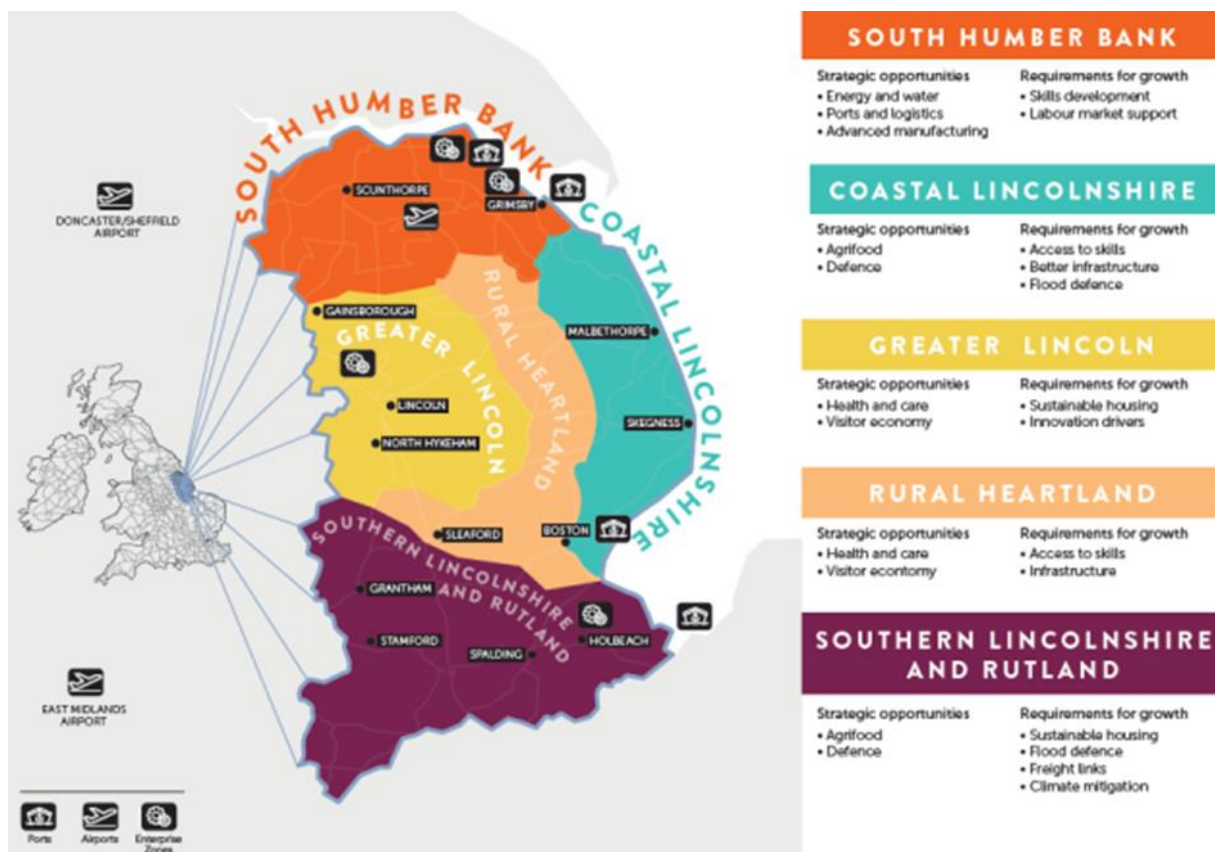 SOUTH HUMBER BANK
COASTAL LINCOLNSHIRE
RURAL HEARTLAND
GREATER LINCOLN
SOUTHERN LINCOLNSHIRE
AND RUTLAND
SCUNTHORPE
GRIMSBY
DONCASTER/SHEFFIELD
AIRPORT
GAINSBOROUGH
MALBETHORPE
LINCOLN
SKEGNESS
NORTH HYKEHAM
SLEAFORD
BOSTON
GRANTHAM
STAMFORD
HOLBEACH
SPALDING
EAST MIDLANDS
AIRPORT
Ports
Airports
Enterprise
Zones
SOUTH HUMBER BANK
Strategic opportunities
• Energy and water
• Ports and logistics
• Advanced manufacturing
Requirements for growth
• Skills development
• Labour market support
COASTAL LINCOLNSHIRE
Strategic opportunities
• Agrifood
• Defence
Requirements for growth
• Access to skills
• Better infrastructure
• Flood defence
GREATER LINCOLN
Strategic opportunities
• Health and care
• Visitor economy
Requirements for growth
• Sustainable housing
• Innovation drivers
RURAL HEARTLAND
Strategic opportunities
• Health and care
• Visitor econtomy
Requirements for growth
• Access to skills
• Infrastructure
SOUTHERN LINCOLNSHIRE
AND RUTLAND
Strategic opportunities
• Agrifood
• Defence
Requirements for growth
• Sustainable housing
• Flood defence
• Freight links
• Climate mitigation